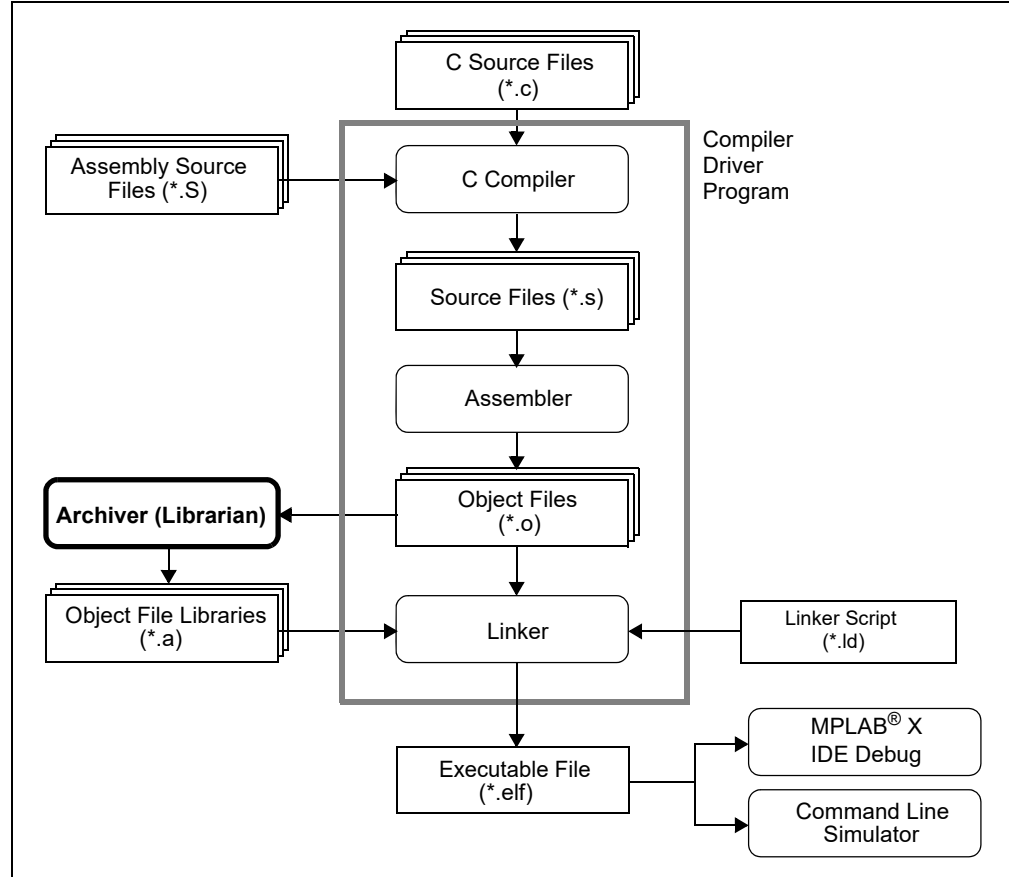 C Source Files
(*.c)
Compiler
Driver
Program
Assembly Source
Files (*.S)
C Compiler
Source Files (*.s)
Assembler
Object Files
(*.o)
Archiver (Librarian)
Object File Libraries
(*.a)
Linker
Linker Script
(*.ld)
Executable File
(*.elf)
MPLAB® X
IDE Debug
Command Line
Simulator